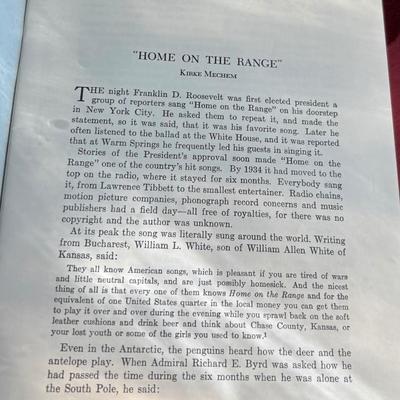 "HOME ON THE RANGE"
KIRKE MECHEM
THE night Franklin D. Roosevelt was first elected president a
group of reporters sang "Home on the Range" on his doorstep
in New York City. He asked them to repeat it, and made the
statement, so it was said, that it was his favorite song. Later he
often listened to the ballad at the White House, and it was reported
that at Warm Springs he frequently led his guests in singing it.
Stories of the President's approval soon made "Home on the
Range" one of the country's hit songs. By 1934 it had moved to the
top on the radio, where it stayed for six months. Everybody sang
it, from Lawrence Tibbett to the smallest entertainer. Radio chains,
motion picture companies, phonograph record concerns and music
publishers had a field day—all free of royalties, for there was no
copyright and the author was unknown.
At its peak the song was literally sung around the world. Writing
from Bucharest, William L. White, son of William Allen White of
Kansas, said:
They all know American songs, which is pleasant if you are tired of wars
and little neutral capitals, and are just possibly homesick. And the nicest
thing of all is that every one of them knows Home on the Range and for the
equivalent of one United States quarter in the local money you can get them
to play it over and over during the evening while you sprawl back on the soft
leather cushions and drink beer and think about Chase County, Kansas, or
your lost youth or some of the girls you used to know.1
Even in the Antarctic, the penguins heard how the deer and the
antelope play. When Admiral Richard E. Byrd was asked how he
had passed the time during the six months when he was alone at
the South Pole, he said: